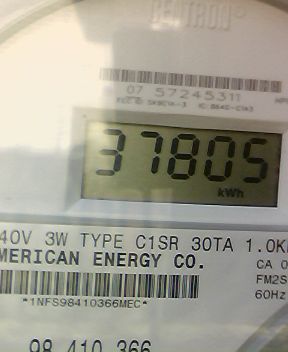 CENTRON®
07 57245311
37805
kWh
40V 3W TYPE C1SR 30TA 1.0K
MERICAN ENERGY CO.
CA 0
FM2S
60Hz
*1NFS98410366MEC*
98 410 366